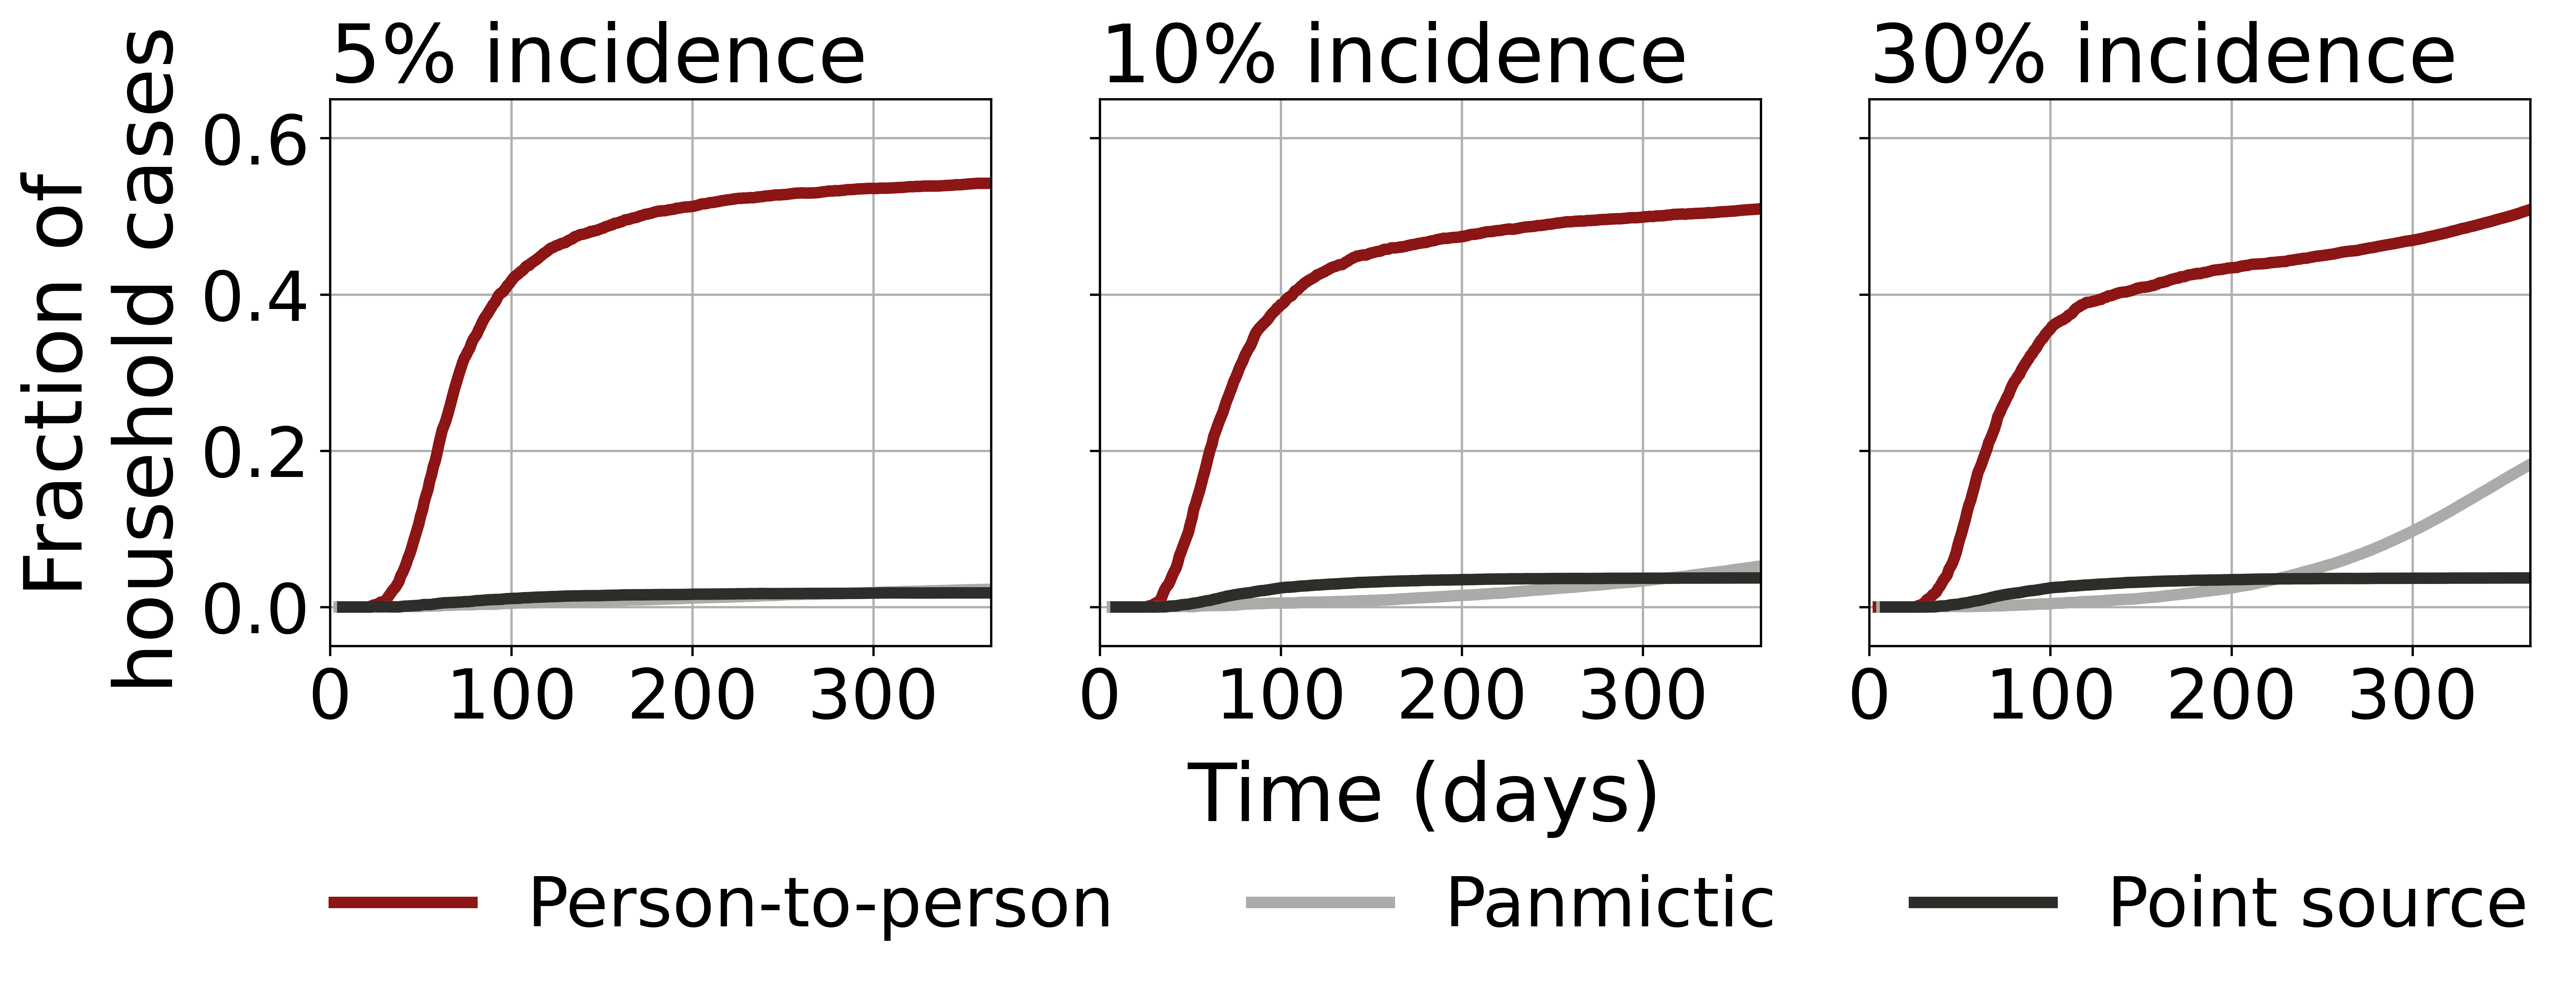 5% incidence
10% incidence
30% incidence
Fraction of
household cases
0.6
0.4
0.2
0.0
0 100 200 300
0 100 200 300
0 100 200 300
Time (days)
Person-to-person
Panmictic
Point source